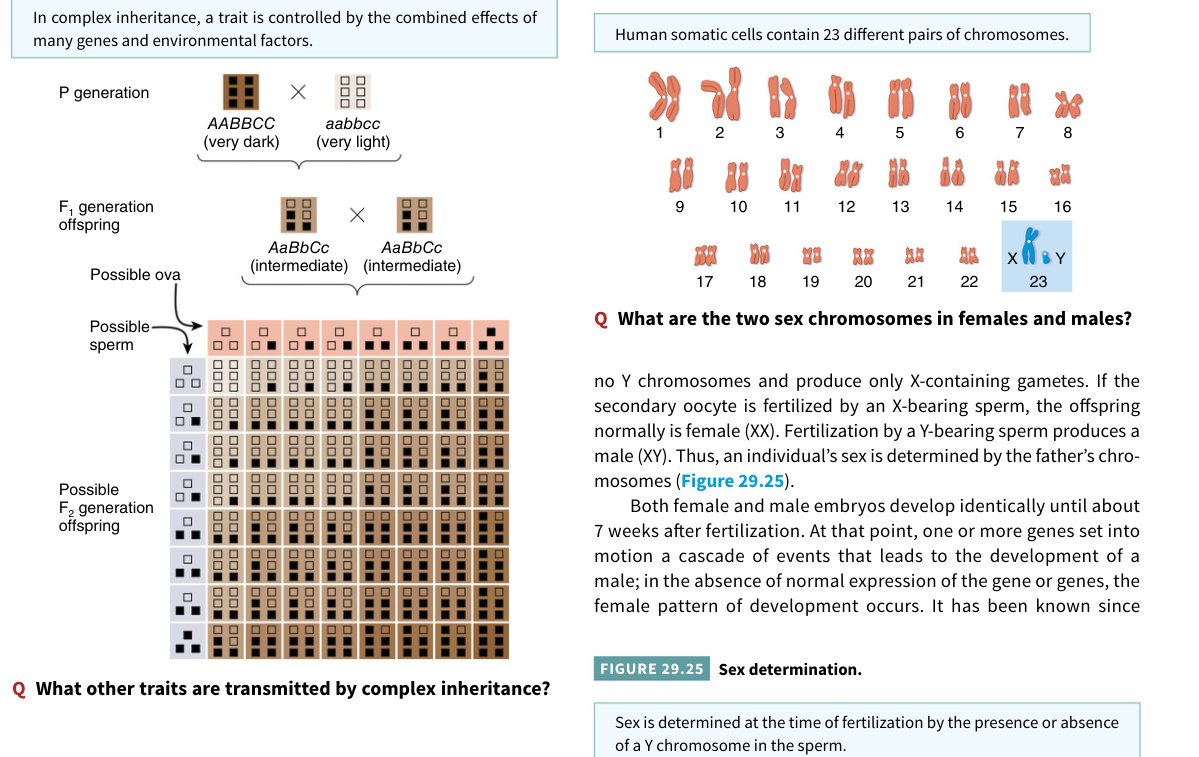 In complex inheritance, a trait is controlled by the combined effects of
many genes and environmental factors.
P generation
AABBCC
(very dark)
aabbcc
(very light)
F1 generation
offspring
AaBbCc
(intermediate)
AaBbCc
(intermediate)
Possible ova
Possible
sperm
Possible
F2 generation
offspring
Q What other traits are transmitted by complex inheritance?
Human somatic cells contain 23 different pairs of chromosomes.
1 2 3 4 5 6 7 8
9 10 11 12 13 14 15 16
X Y
17 18 19 20 21 22 23
Q What are the two sex chromosomes in females and males?
no Y chromosomes and produce only X-containing gametes. If the
secondary oocyte is fertilized by an X-bearing sperm, the offspring
normally is female (XX). Fertilization by a Y-bearing sperm produces a
male (XY). Thus, an individual's sex is determined by the father's chro-
mosomes (Figure 29.25).
Both female and male embryos develop identically until about
7 weeks after fertilization. At that point, one or more genes set into
motion a cascade of events that leads to the development of a
male; in the absence of normal expression of the gene or genes, the
female pattern of development occurs. It has been known since
FIGURE 29.25 Sex determination.
Sex is determined at the time of fertilization by the presence or absence
of a Y chromosome in the sperm.